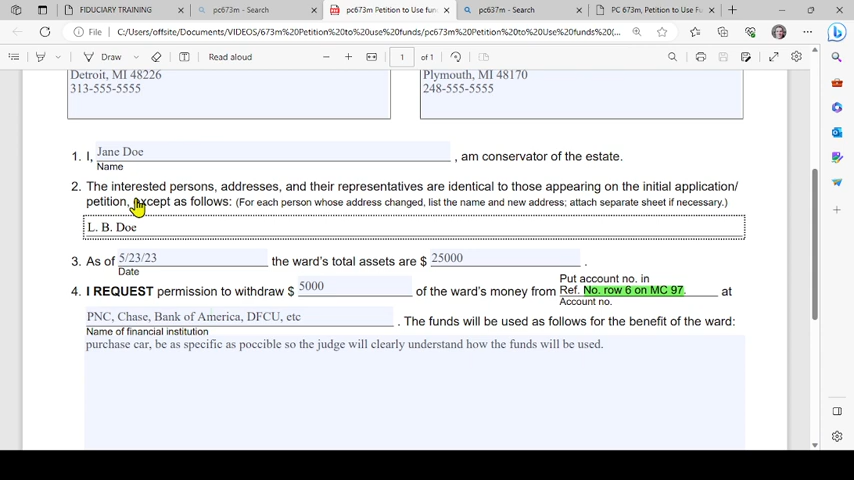 FIDUCIARY TRAINING
pc673m - Search
pc673m Petition to Use fun
pc637m - Search
PC 673, Petition to Use Fu
File
C:/Users/offsite/Documents/VIDEOS/673m%20Petition%20to%20use%20funds/pc673m%20Petition%20to%20Use%20funds%20(...
Draw
Read aloud
1
of 1
Detroit, MI 48226
313-555-5555
Plymouth, MI 48170
248-555-5555
1. I, Jane Doe , am conservator of the estate.
Name
2. The interested persons, addresses, and their representatives are identical to those appearing on the initial application/
petition, except as follows: (For each person whose address changed, list the name and new address; attach separate sheet if necessary.)
L. B. Doe
3. As of 5/23/23 the ward's total assets are $ 25000 .
Date
Put account no. in
4. I REQUEST permission to withdraw $ 5000 of the ward's money from Ref. No. row 6 on MC 97. at
Account no.
PNC, Chase, Bank of America, DFCU, etc . The funds will be used as follows for the benefit of the ward:
Name of financial institution
purchase car, be as specific as poccible so the judge will clearly understand how the funds will be used.